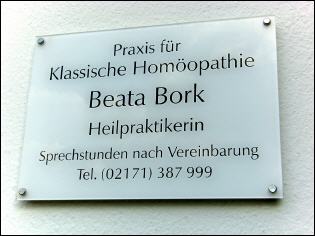 Praxis für
Klassische Homöopathie
Beata Bork
Heilpraktikerin
Sprechstunden nach Vereinbarung
Tel. (02171) 387 999